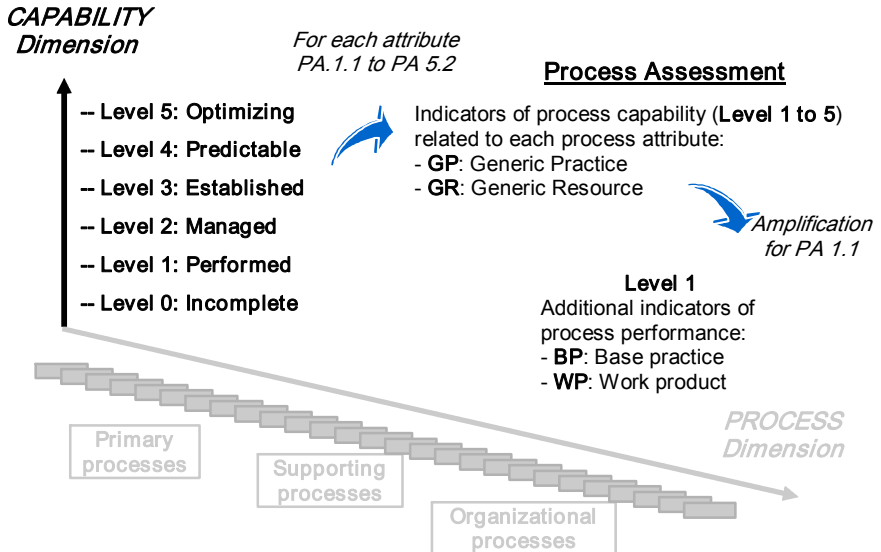 CAPABILITY
Dimension
For each attribute
PA.1.1 to PA 5.2
Process Assessment
-- Level 5: Optimizing
-- Level 4: Predictable
-- Level 3: Established
-- Level 2: Managed
-- Level 1: Performed
-- Level 0: Incomplete
Indicators of process capability (Level 1 to 5)
related to each process attribute:
- GP: Generic Practice
- GR: Generic Resource
Amplification
for PA 1.1
Level 1
Additional indicators of
process performance:
- BP: Base practice
- WP: Work product
PROCESS
Dimension
Primary
processes
Supporting
processes
Organizational
processes